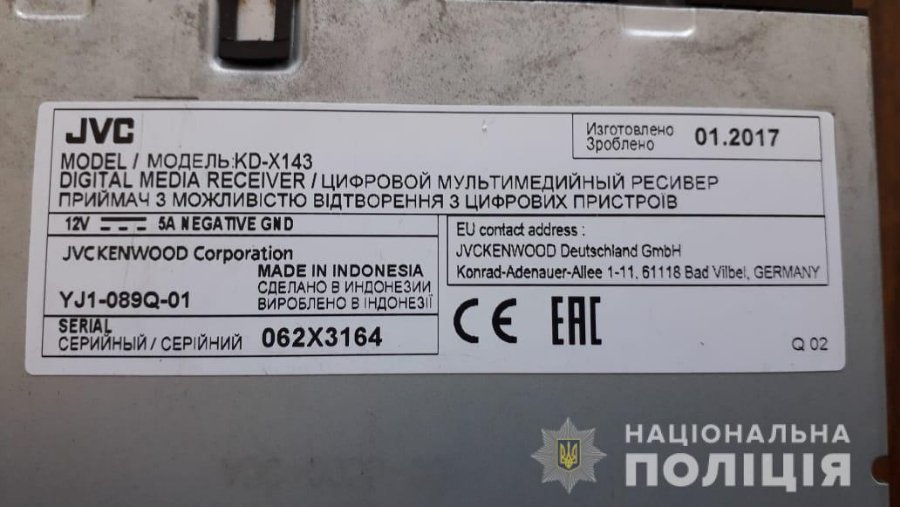 JVC
Изготовлено
Зроблено
01.2017
MODEL / МОДЕЛЬ:KD-X143
DIGITAL MEDIA RECEIVER / ЦИФРОВОЙ МУЛЬТИМЕДИЙНЫЙ РЕСИВЕР
ПРИЙМАЧ З МОЖЛИВІСТЮ ВІДТВОРЕННЯ З ЦИФРОВИХ ПРИСТРОЇВ
12V 5A NEGATIVE GND
JVCKENWOOD Corporation
MADE IN INDONESIA
СДЕЛАНО В ИНДОНЕЗИИ
YJ1-089Q-01
ВИРОБЛЕНО В ІНДОНЕЗІЇ
SERIAL
СЕРИЙНЫЙ / СЕРІЙНИЙ 062X3164
EU contact address :
JVCKENWOOD Deutschland GmbH
Konrad-Adenauer-Allee 1-11, 61118 Bad Vilbel, GERMANY
CE EAC
Q 02
НАЦІОНАЛЬНА
ПОЛІЦІЯ